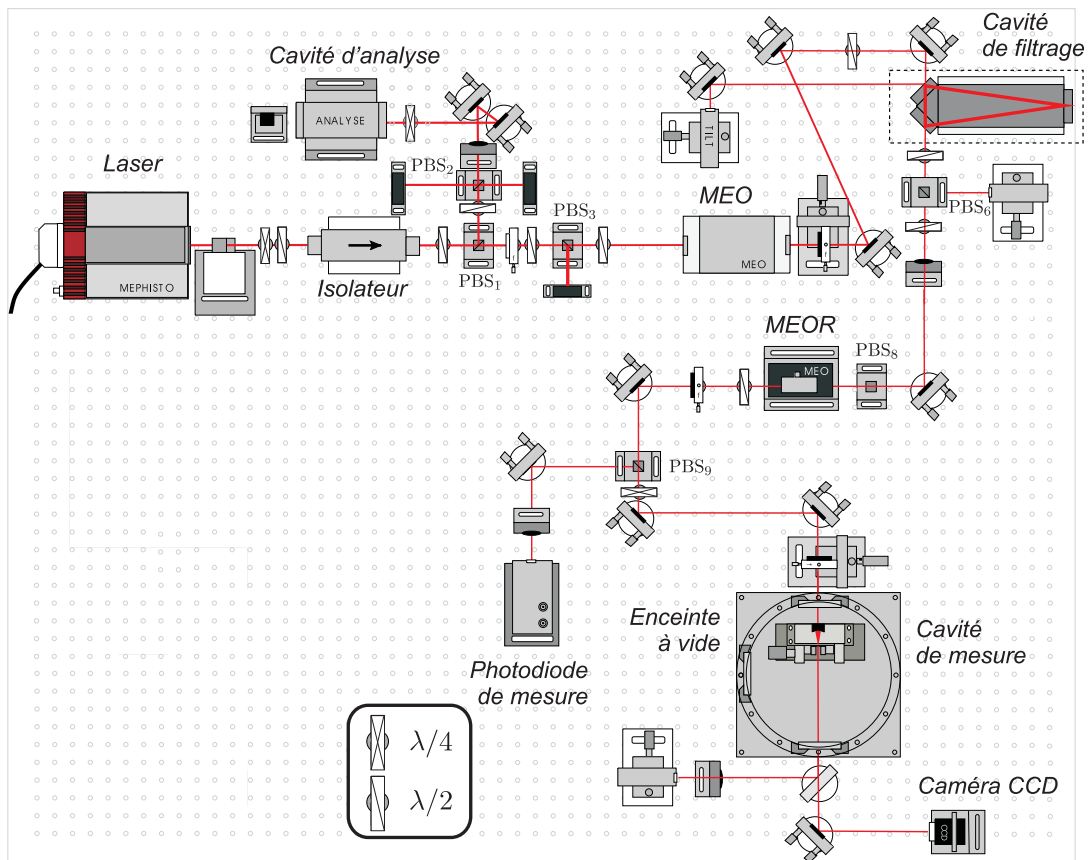 Cavité d'analyse
Cavité
de filtrage
ANALYSE
TILT
Laser
PBS₂
PBS₃
MEO
PBS₆
MEPHISTO
MEO
Isolateur
PBS₁
MEOR
MEO
PBS₈
PBS₉
Enceinte
à vide
Cavité
de mesure
Photodiode
de mesure
λ/4
λ/2
Caméra CCD
CCD